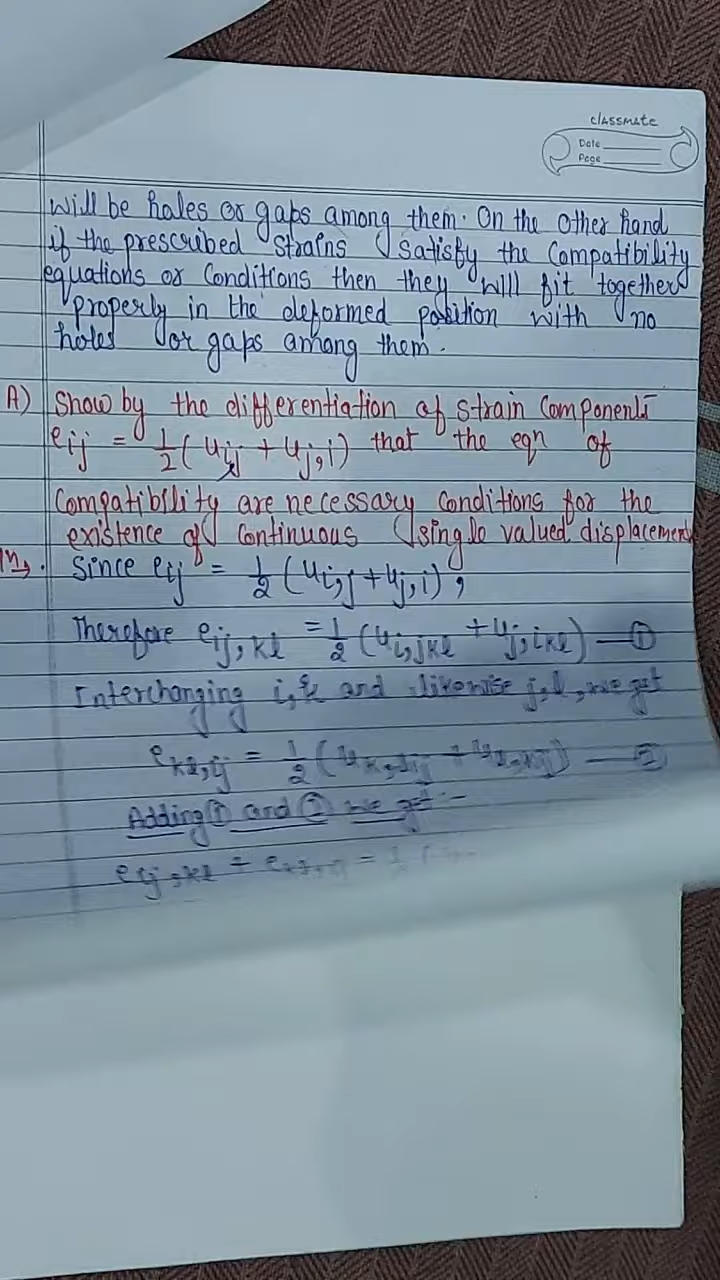 classmate
Date
Page
will be holes or gaps among them. On the other hand
if the prescribed strains satisfy the Compatibility
equations or Conditions then they will fit together
properly in the deformed position with no
holes or gaps among them.
A) Show by the differentiation of strain Components
eij = 1/2 (ui,j + uj,i) that the eqn of
Compatibility are necessary conditions for the
existence of continuous single valued displacement
Since eij = 1/2 (ui,j + uj,i),
Therefore eij,kl = 1/2 (ui,jkl + uj,ikl) — ①
Interchanging i,k and likewise j,l, we get
ekl,ij = 1/2 — ②
Adding ① and ② we get :-
eij,kl +